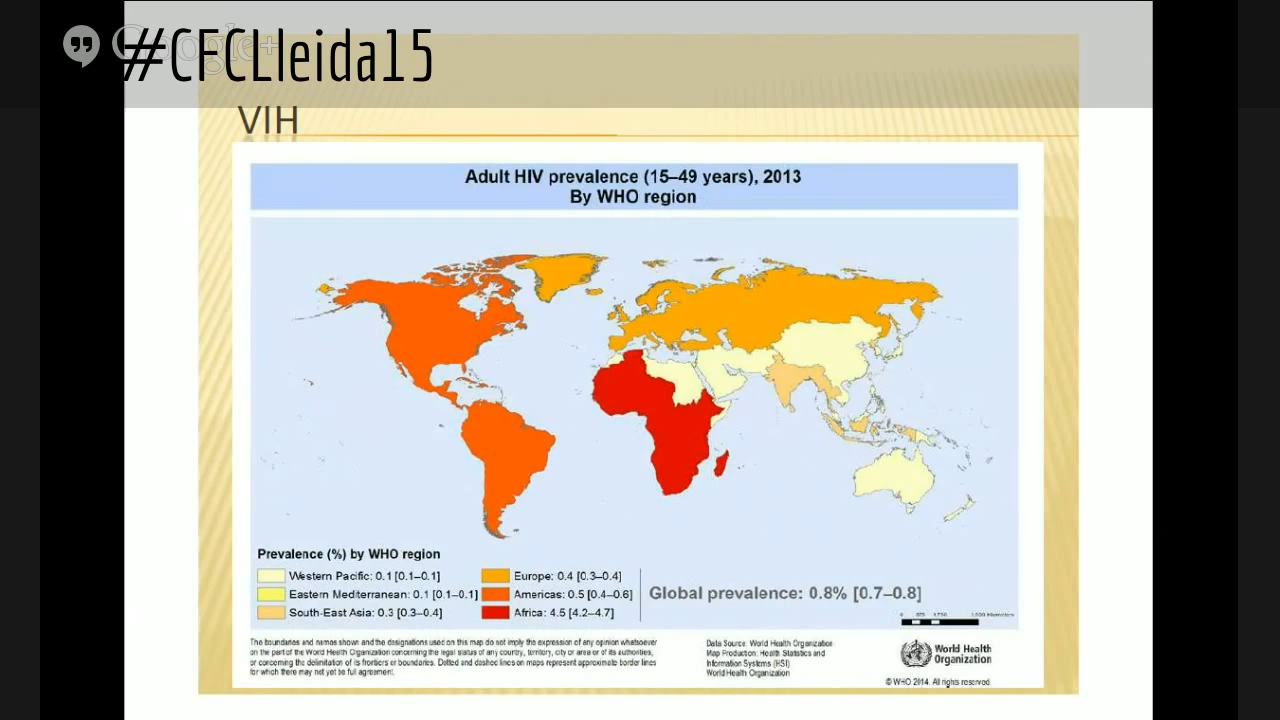 Google+
#CFCLleida15
VIH
Adult HIV prevalence (15–49 years), 2013
By WHO region
Prevalence (%) by WHO region
Western Pacific: 0.1 [0.1–0.1]
Eastern Mediterranean: 0.1 [0.1–0.1]
South-East Asia: 0.3 [0.3–0.4]
Europe: 0.4 [0.3–0.4]
Americas: 0.5 [0.4–0.6]
Africa: 4.5 [4.2–4.7]
Global prevalence: 0.8% [0.7–0.8]
The boundaries and names shown and the designations used on this map do not imply the expression of any opinion whatsoever
on the part of the World Health Organization concerning the legal status of any country, territory, city or area or of its authorities,
or concerning the delimitation of its frontiers or boundaries. Dotted and dashed lines on maps represent approximate border lines
for which there may not yet be full agreement.
Data Source: World Health Organization
Map Production: Health Statistics and
Information Systems (HSI)
World Health Organization
World Health
Organization
© WHO 2014. All rights reserved.